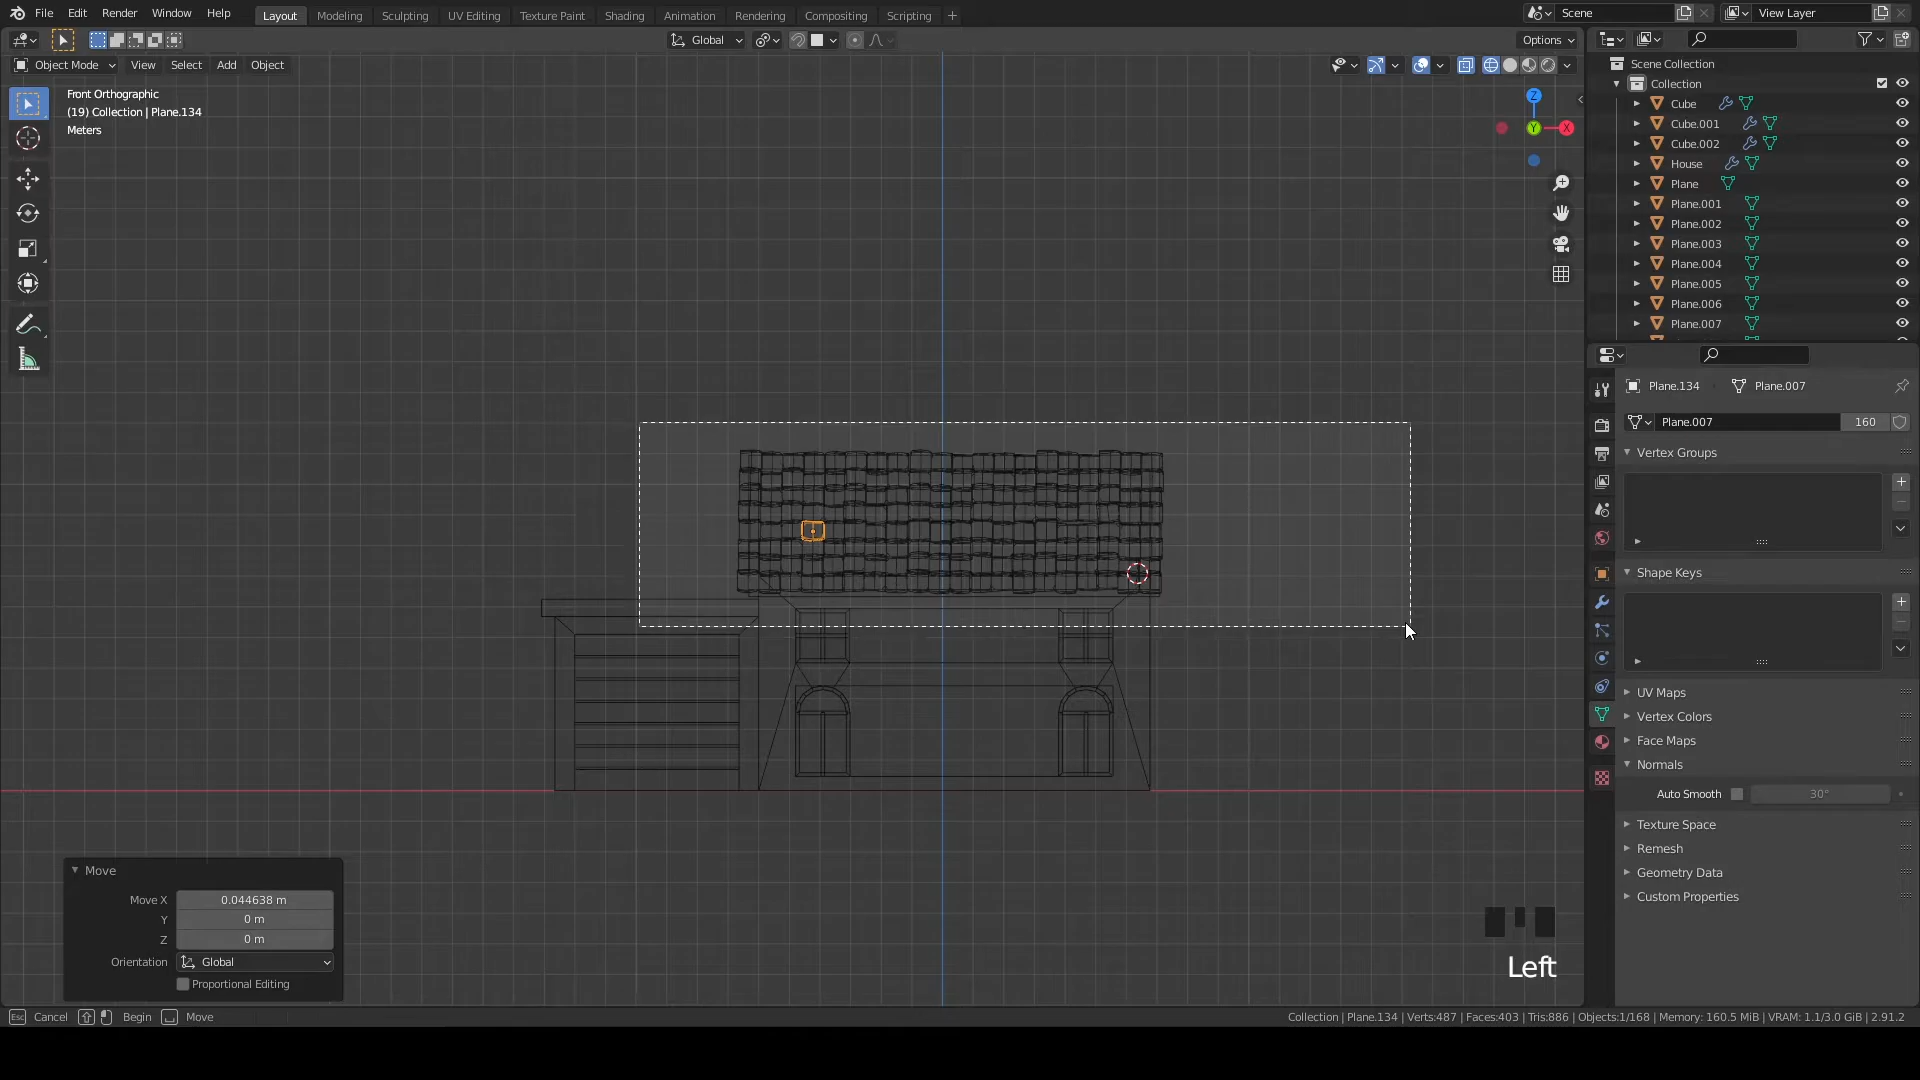 File Edit Render Window Help Layout Modeling Sculpting UV Editing Texture Paint Shading Animation Rendering Compositing Scripting + Scene View Layer
Global Options
Object Mode View Select Add Object
Front Orthographic
(19) Collection | Plane.134
Meters
Z
Y
X
Scene Collection
Collection
Cube
Cube.001
Cube.002
House
Plane
Plane.001
Plane.002
Plane.003
Plane.004
Plane.005
Plane.006
Plane.007
Plane.134 Plane.007
Plane.007 160
Vertex Groups
Shape Keys
UV Maps
Vertex Colors
Face Maps
Normals
Auto Smooth 30°
Texture Space
Remesh
Geometry Data
Custom Properties
Move
Move X 0.044638 m
Y 0 m
Z 0 m
Orientation Global
Proportional Editing
Left
Esc Cancel Begin Move
Collection | Plane.134 | Verts:487 | Faces:403 | Tris:886 | Objects:1/168 | Memory: 160.5 MiB | VRAM: 1.1/3.0 GiB | 2.91.2